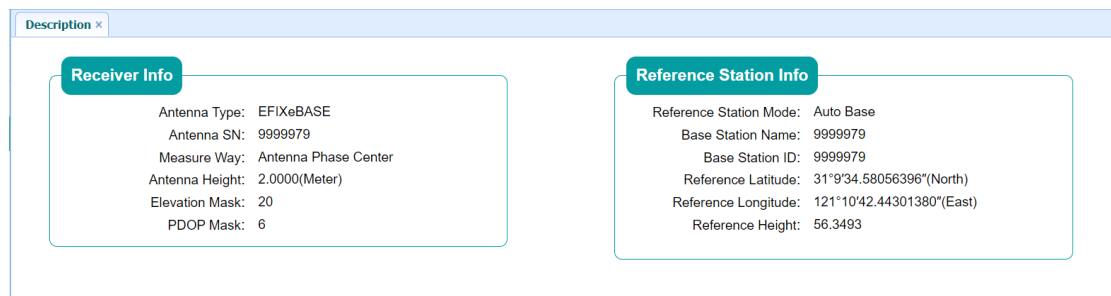 Description ×
Receiver Info
Antenna Type: EFIXeBASE
Antenna SN: 9999979
Measure Way: Antenna Phase Center
Antenna Height: 2.0000(Meter)
Elevation Mask: 20
PDOP Mask: 6
Reference Station Info
Reference Station Mode: Auto Base
Base Station Name: 9999979
Base Station ID: 9999979
Reference Latitude: 31°9'34.58056396″(North)
Reference Longitude: 121°10'42.44301380″(East)
Reference Height: 56.3493